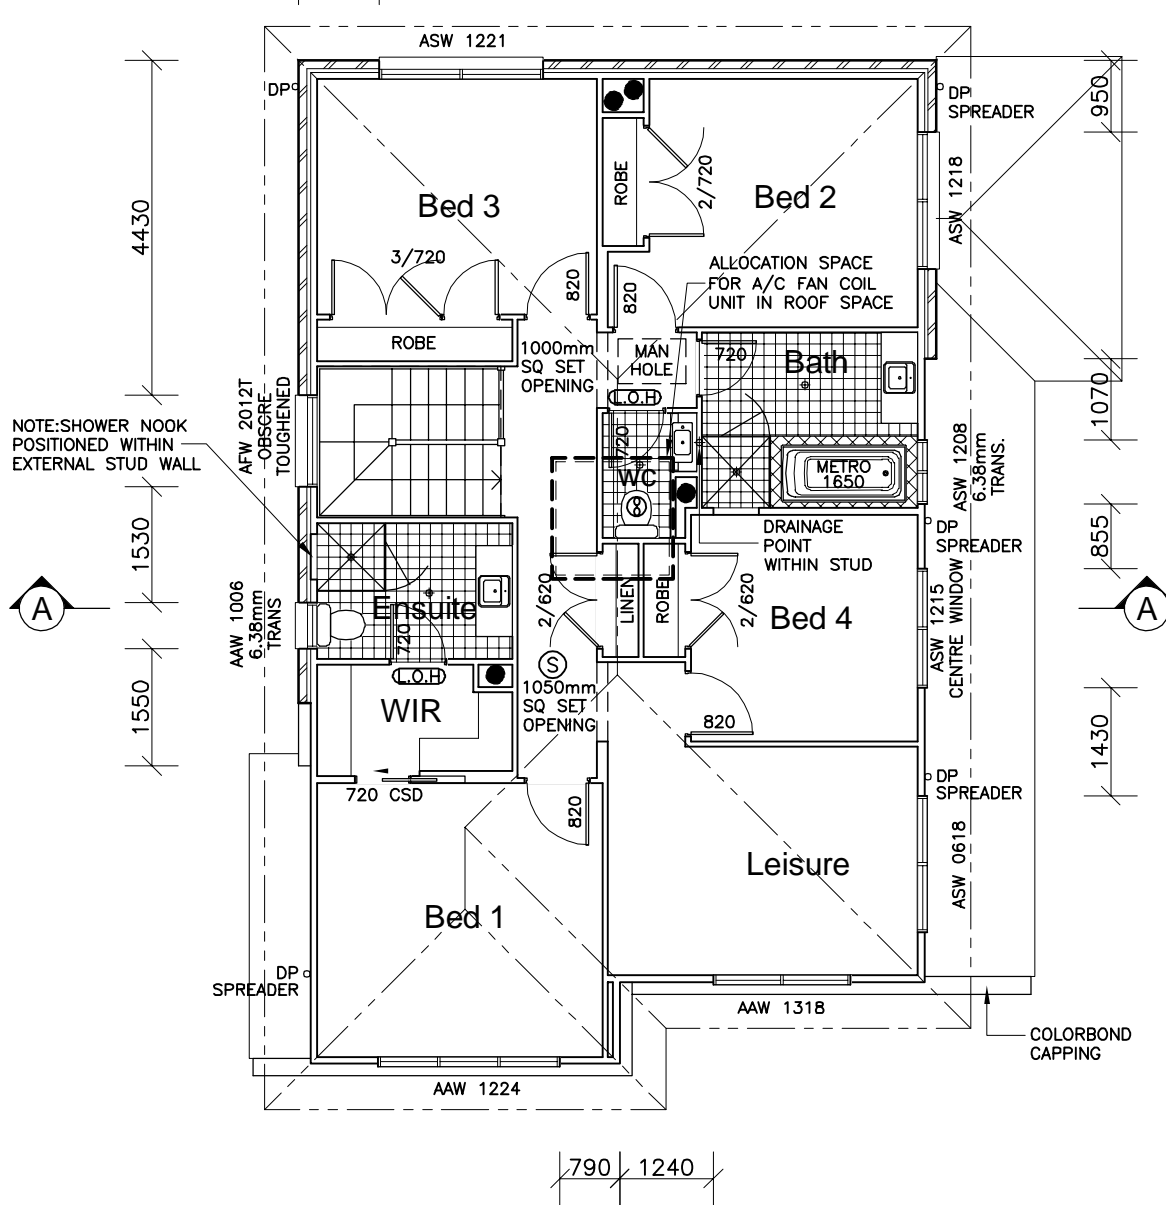 ASW 1221
DP
DP
SPREADER
950
4430
Bed 3
ROBE
2/720
Bed 2
ASW 1218
3/720
820
820
ALLOCATION SPACE
FOR A/C FAN COIL
UNIT IN ROOF SPACE
ROBE
1000mm
SQ SET
OPENING
MAN
HOLE
720
Bath
L.O.H
1070
NOTE:SHOWER NOOK
POSITIONED WITHIN
EXTERNAL STUD WALL
AFW 2012T
OBSCRE
TOUGHENED
720
WC
METRO
1650
ASW 1208
6.38mm
TRANS.
1530
DRAINAGE
POINT
WITHIN STUD
DP
SPREADER
855
A
AAW 1006
6.38mm
TRANS
Ensuite
720
2/620
LINEN
ROBE
2/620
Bed 4
ASW 1215
CENTRE WINDOW
A
1550
L.O.H
S
1050mm
SQ SET
OPENING
WIR
820
1430
720 CSD
820
DP
SPREADER
Leisure
ASW 0618
Bed 1
DP
SPREADER
AAW 1318
COLORBOND
CAPPING
AAW 1224
790
1240